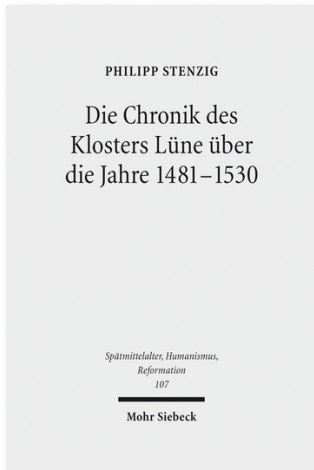 PHILIPP STENZIG
Die Chronik des
Klosters Lüne über
die Jahre 1481–1530
Spätmittelalter, Humanismus,
Reformation
107
Mohr Siebeck